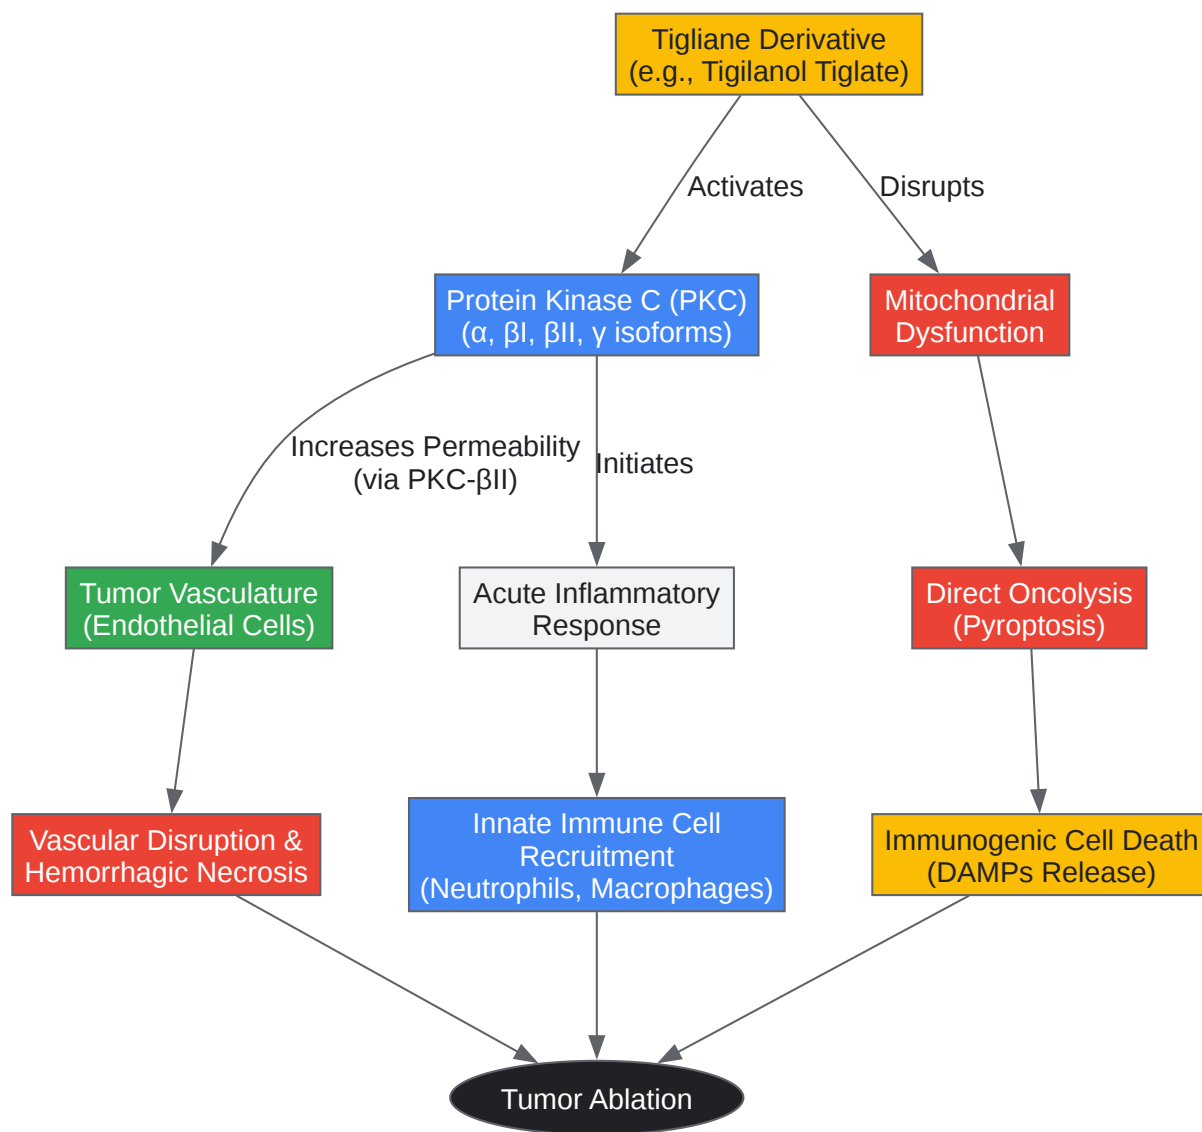 Tigliane Derivative
(e.g., Tigilanol Tiglate)
Activates
Disrupts
Protein Kinase C (PKC)
(α, βI, βII, γ isoforms)
Mitochondrial
Dysfunction
Increases Permeability
(via PKC-βII)
Initiates
Tumor Vasculature
(Endothelial Cells)
Acute Inflammatory
Response
Direct Oncolysis
(Pyroptosis)
Vascular Disruption &
Hemorrhagic Necrosis
Innate Immune Cell
Recruitment
(Neutrophils, Macrophages)
Immunogenic Cell Death
(DAMPs Release)
Tumor Ablation